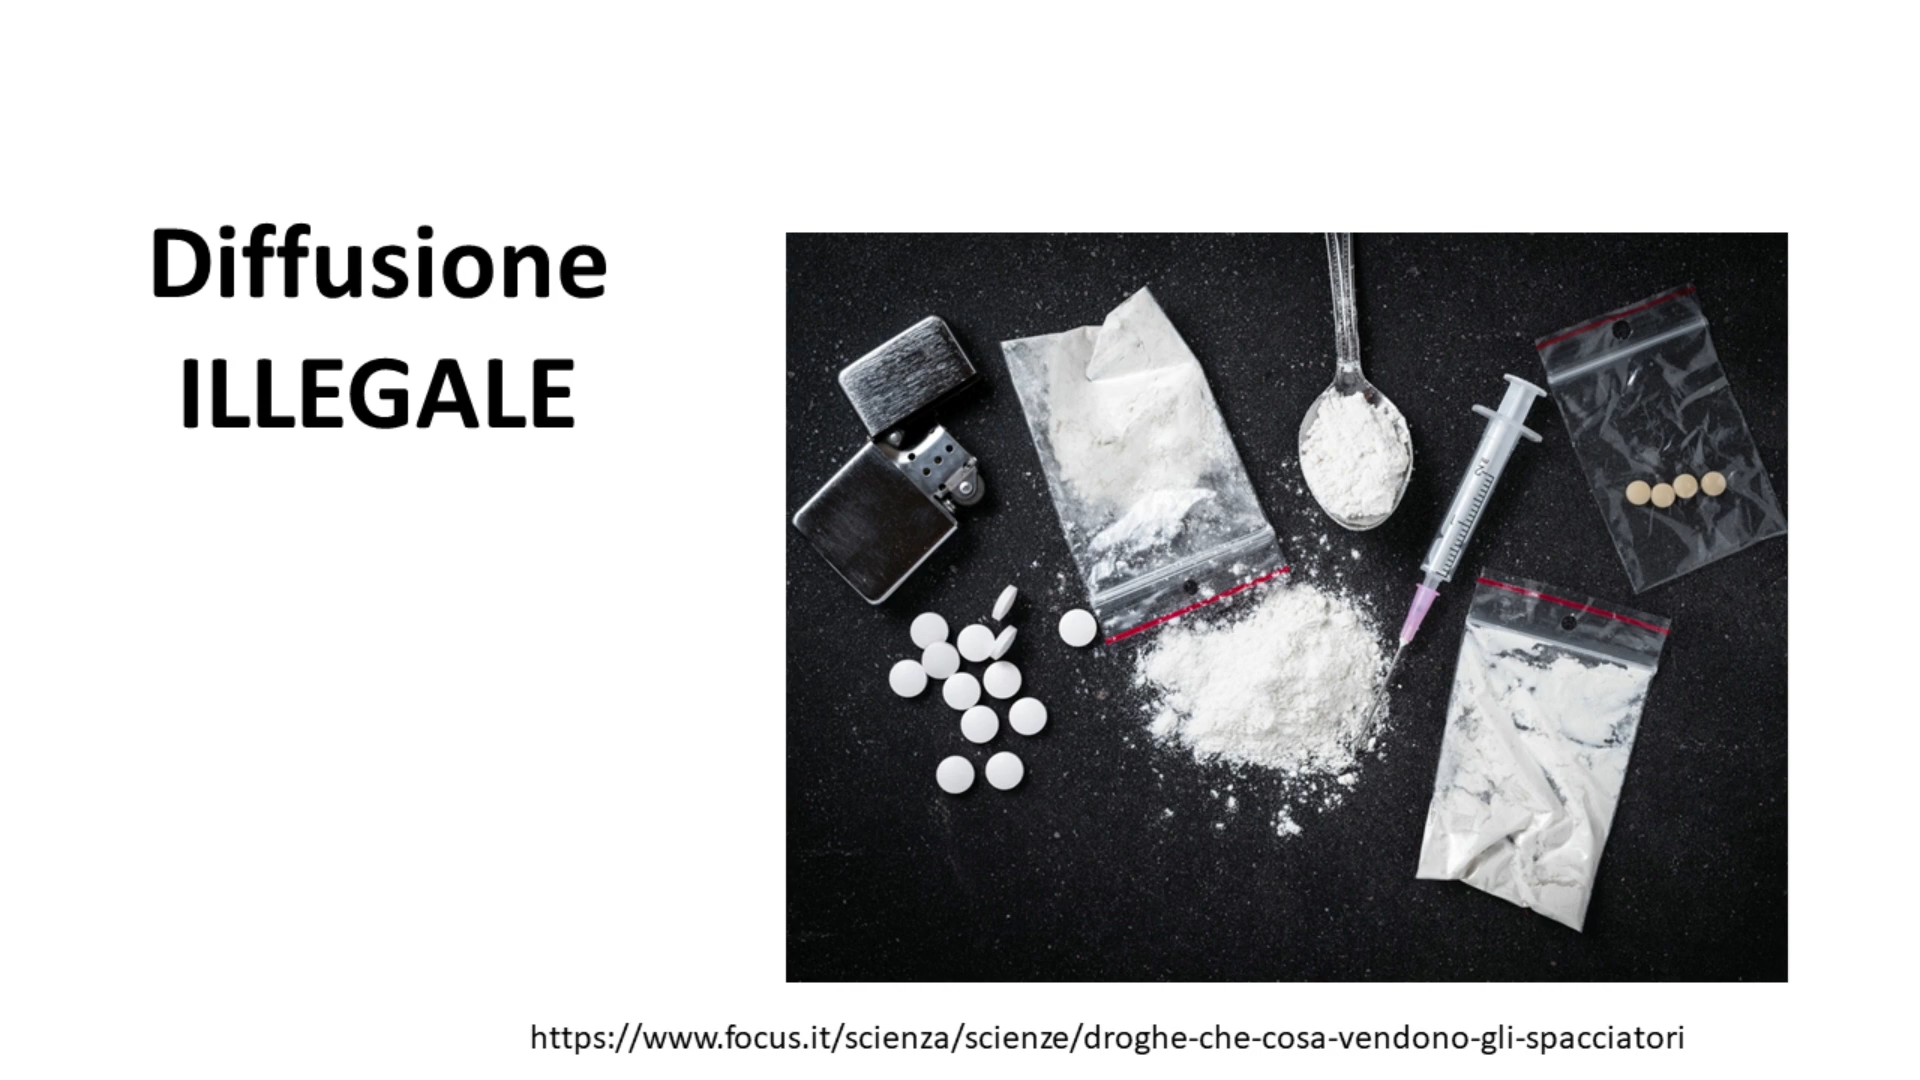 Diffusione
ILLEGALE
https://www.focus.it/scienza/scienze/droghe-che-cosa-vendono-gli-spacciatori